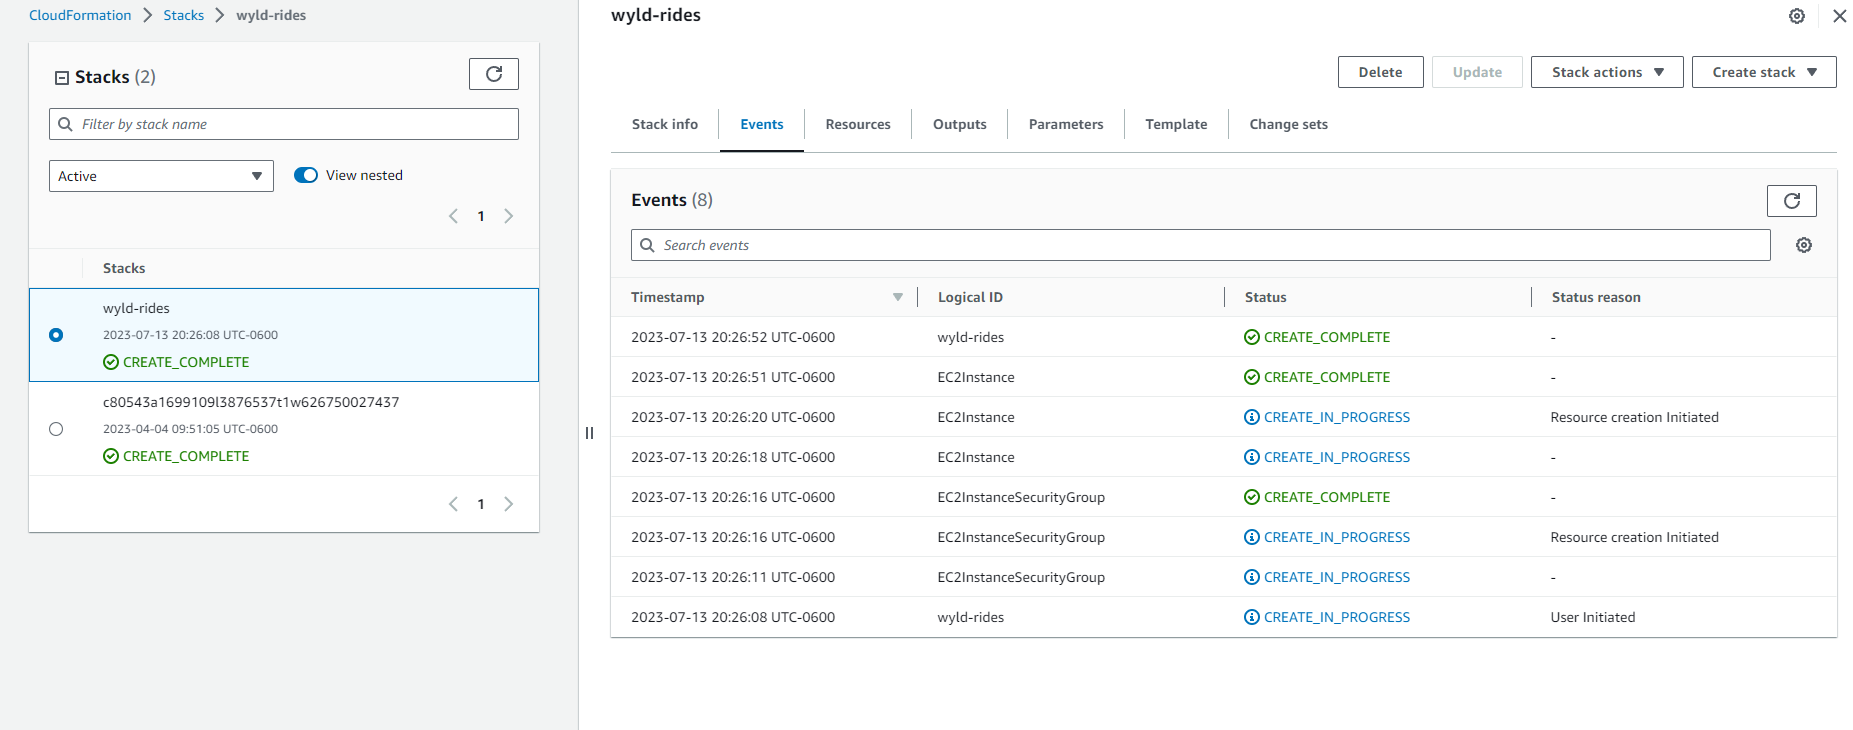 CloudFormation > Stacks > wyld-rides
Stacks (2)
Filter by stack name
Active View nested
1
Stacks
wyld-rides
2023-07-13 20:26:08 UTC-0600
CREATE_COMPLETE
c80543a1699109l3876537t1w626750027437
2023-04-04 09:51:05 UTC-0600
CREATE_COMPLETE
1
wyld-rides
Delete Update Stack actions Create stack
Stack info Events Resources Outputs Parameters Template Change sets
Events (8)
Search events
Timestamp Logical ID Status Status reason
2023-07-13 20:26:52 UTC-0600 wyld-rides CREATE_COMPLETE -
2023-07-13 20:26:51 UTC-0600 EC2Instance CREATE_COMPLETE -
2023-07-13 20:26:20 UTC-0600 EC2Instance CREATE_IN_PROGRESS Resource creation Initiated
2023-07-13 20:26:18 UTC-0600 EC2Instance CREATE_IN_PROGRESS -
2023-07-13 20:26:16 UTC-0600 EC2InstanceSecurityGroup CREATE_COMPLETE -
2023-07-13 20:26:16 UTC-0600 EC2InstanceSecurityGroup CREATE_IN_PROGRESS Resource creation Initiated
2023-07-13 20:26:11 UTC-0600 EC2InstanceSecurityGroup CREATE_IN_PROGRESS -
2023-07-13 20:26:08 UTC-0600 wyld-rides CREATE_IN_PROGRESS User Initiated